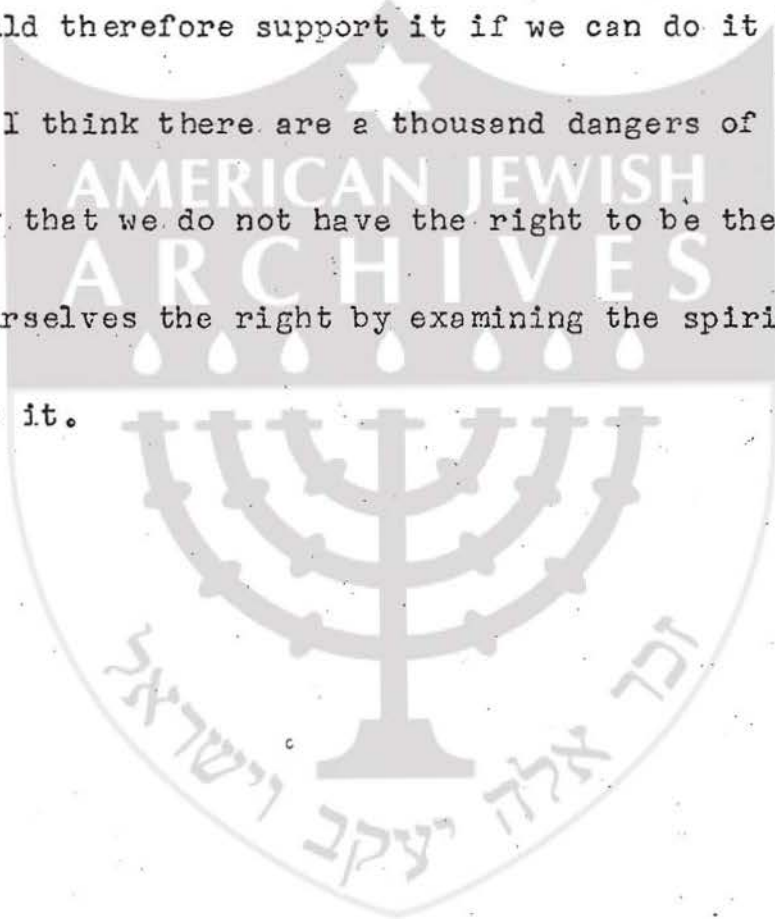 ld therefore support it if we can do it
I think there are a thousand dangers of
AMERICAN JEWISH
that we do not have the right to be the
ARCHIVES
rselves the right by examining the spiri
it.
זכר אלה יעקב וישראל